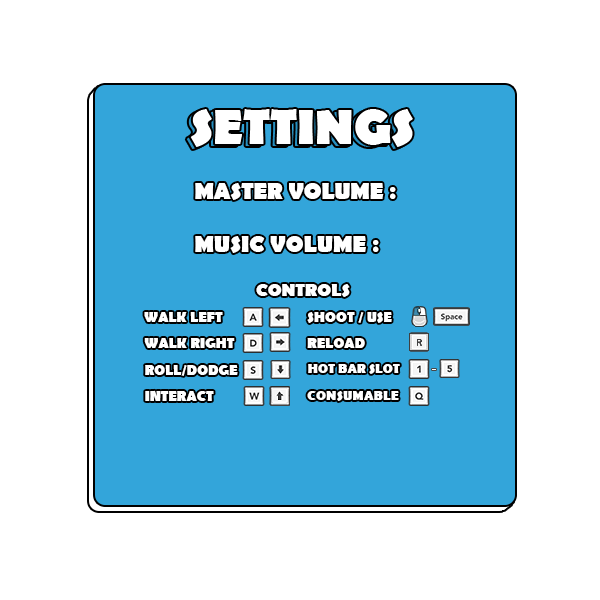 SETTINGS
MASTER VOLUME :
MUSIC VOLUME :
CONTROLS
WALK LEFT A SHOOT / USE Space
WALK RIGHT D RELOAD R
ROLL/DODGE S HOT BAR SLOT 1 - 5
INTERACT W CONSUMABLE Q